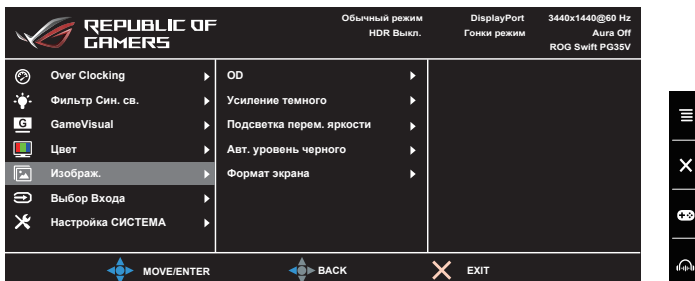 REPUBLIC OF
GAMERS
Обычный режим
HDR Выкл.
DisplayPort
Гонки режим
3440x1440@60 Hz
Aura Off
ROG Swift PG35V
Over Clocking
Фильтр Син. св.
G GameVisual
Цвет
Изображ.
Выбор Входа
Настройка СИСТЕМА
OD
Усиление темного
Подсветка перем. яркости
Авт. уровень черного
Формат экрана
MOVE/ENTER
BACK
EXIT